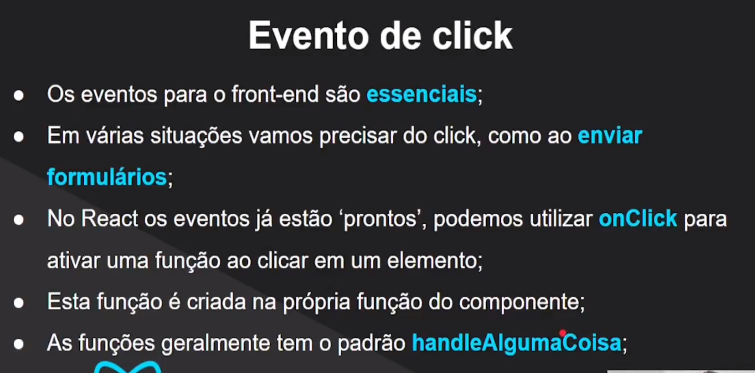 Evento de click
● Os eventos para o front-end são essenciais;
● Em várias situações vamos precisar do click, como ao enviar
formulários;
● No React os eventos já estão ‘prontos’, podemos utilizar onClick para
ativar uma função ao clicar em um elemento;
● Esta função é criada na própria função do componente;
● As funções geralmente tem o padrão handleAlgumaCoisa;